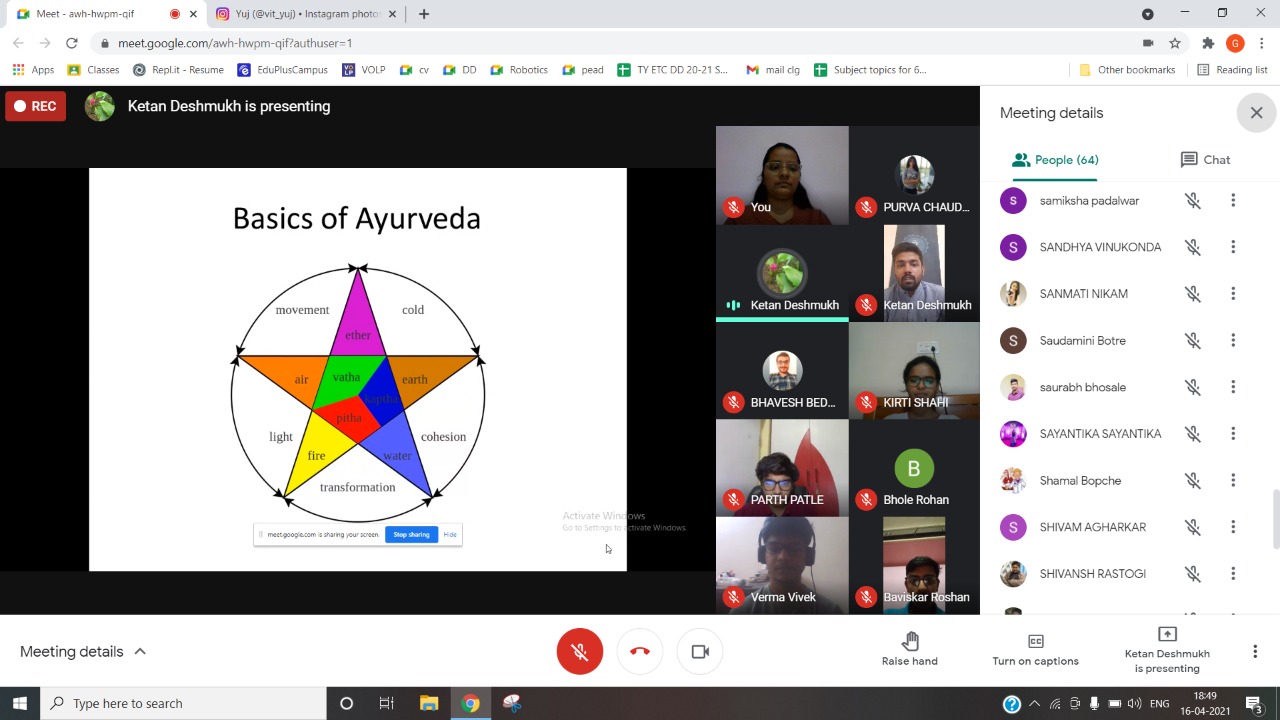 Meet - awh-hwpm-qif
Yuj (@vit_yuj) • Instagram photos
meet.google.com/awh-hwpm-qif?authuser=1
G
Apps
Classes
Repl.it - Resume
EduPlusCampus
VOLP
cv
DD
Robotics
pead
TY ETC DD 20-21 S...
mail clg
Subject topics for 6...
Other bookmarks
Reading list
REC
Ketan Deshmukh is presenting
Basics of Ayurveda
movement
cold
ether
air
vatha
earth
kaptha
pitha
light
cohesion
fire
water
transformation
meet.google.com is sharing your screen.
Stop sharing
Hide
Activate Windows
Go to Settings to activate Windows.
You
PURVA CHAUD...
Ketan Deshmukh
Ketan Deshmukh
BHAVESH BED...
KIRTI SHAHI
PARTH PATLE
B
Bhole Rohan
Verma Vivek
Baviskar Roshan
Meeting details
People (64)
Chat
S
samiksha padalwar
S
SANDHYA VINUKONDA
SANMATI NIKAM
S
Saudamini Botre
saurabh bhosale
SAYANTIKA SAYANTIKA
Shamal Bopche
S
SHIVAM AGHARKAR
SHIVANSH RASTOGI
Meeting details
Raise hand
CC
Turn on captions
Ketan Deshmukh
is presenting
Type here to search
ENG
18:49
16-04-2021
3